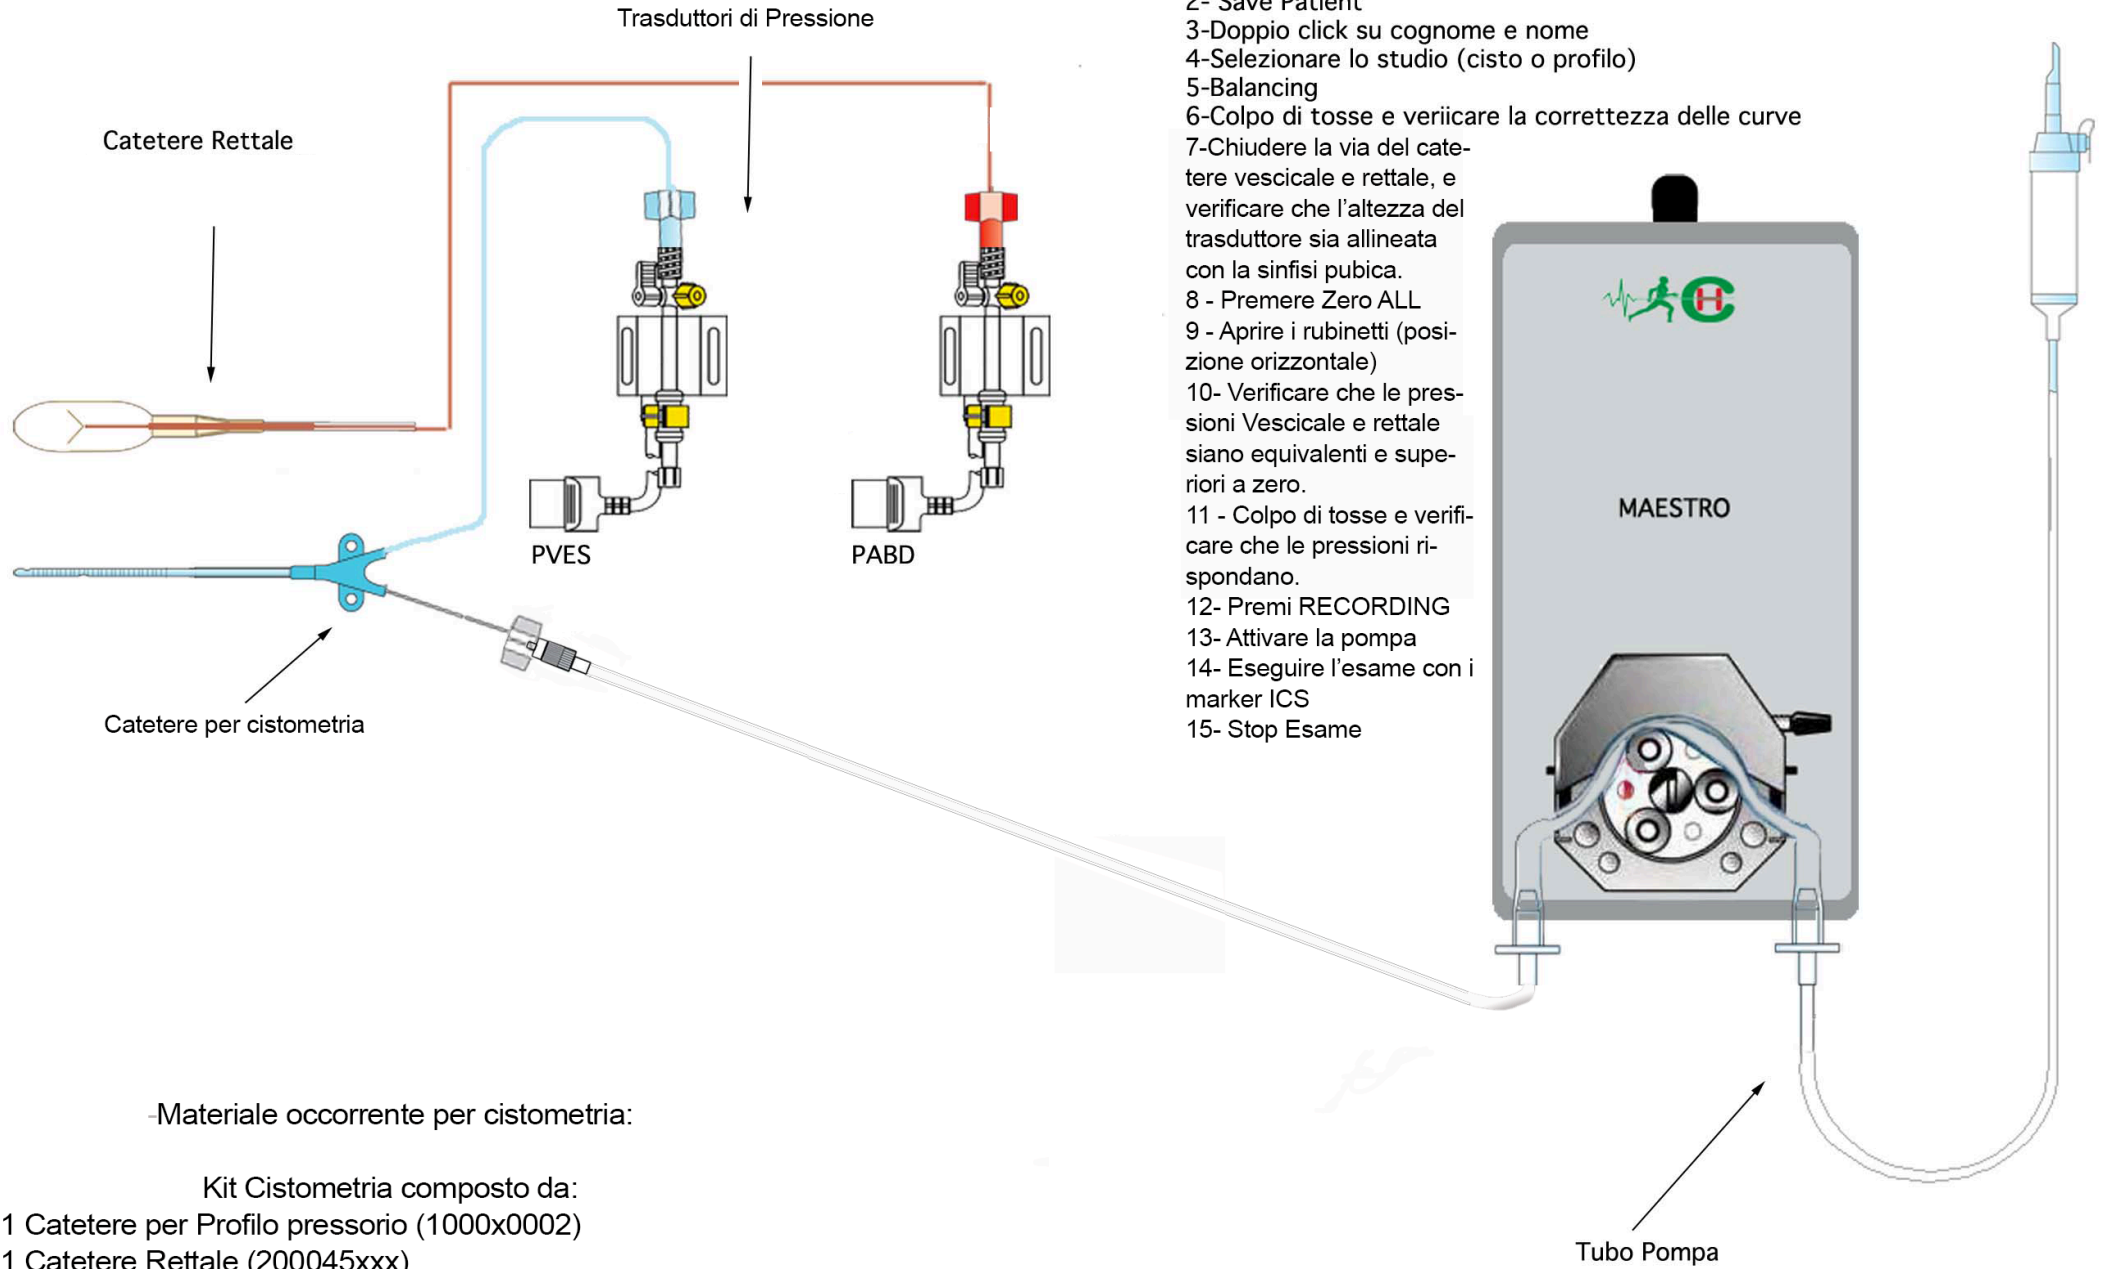 Trasduttori di Pressione
2- Save Patient
3-Doppio click su cognome e nome
4-Selezionare lo studio (cisto o profilo)
5-Balancing
6-Colpo di tosse e veriicare la correttezza delle curve
7-Chiudere la via del cate-
tere vescicale e rettale, e
verificare che l'altezza del
trasduttore sia allineata
con la sinfisi pubica.
8 - Premere Zero ALL
9 - Aprire i rubinetti (posi-
zione orizzontale)
10- Verificare che le pres-
sioni Vescicale e rettale
siano equivalenti e supe-
riori a zero.
11 - Colpo di tosse e verifi-
care che le pressioni ri-
spondano.
12- Premi RECORDING
13- Attivare la pompa
14- Eseguire l'esame con i
marker ICS
15- Stop Esame
Catetere Rettale
PVES
PABD
Catetere per cistometria
CH
MAESTRO
Tubo Pompa
-Materiale occorrente per cistometria:
Kit Cistometria composto da:
1 Catetere per Profilo pressorio (1000x0002)
1 Catetere Rettale (200045xxx)